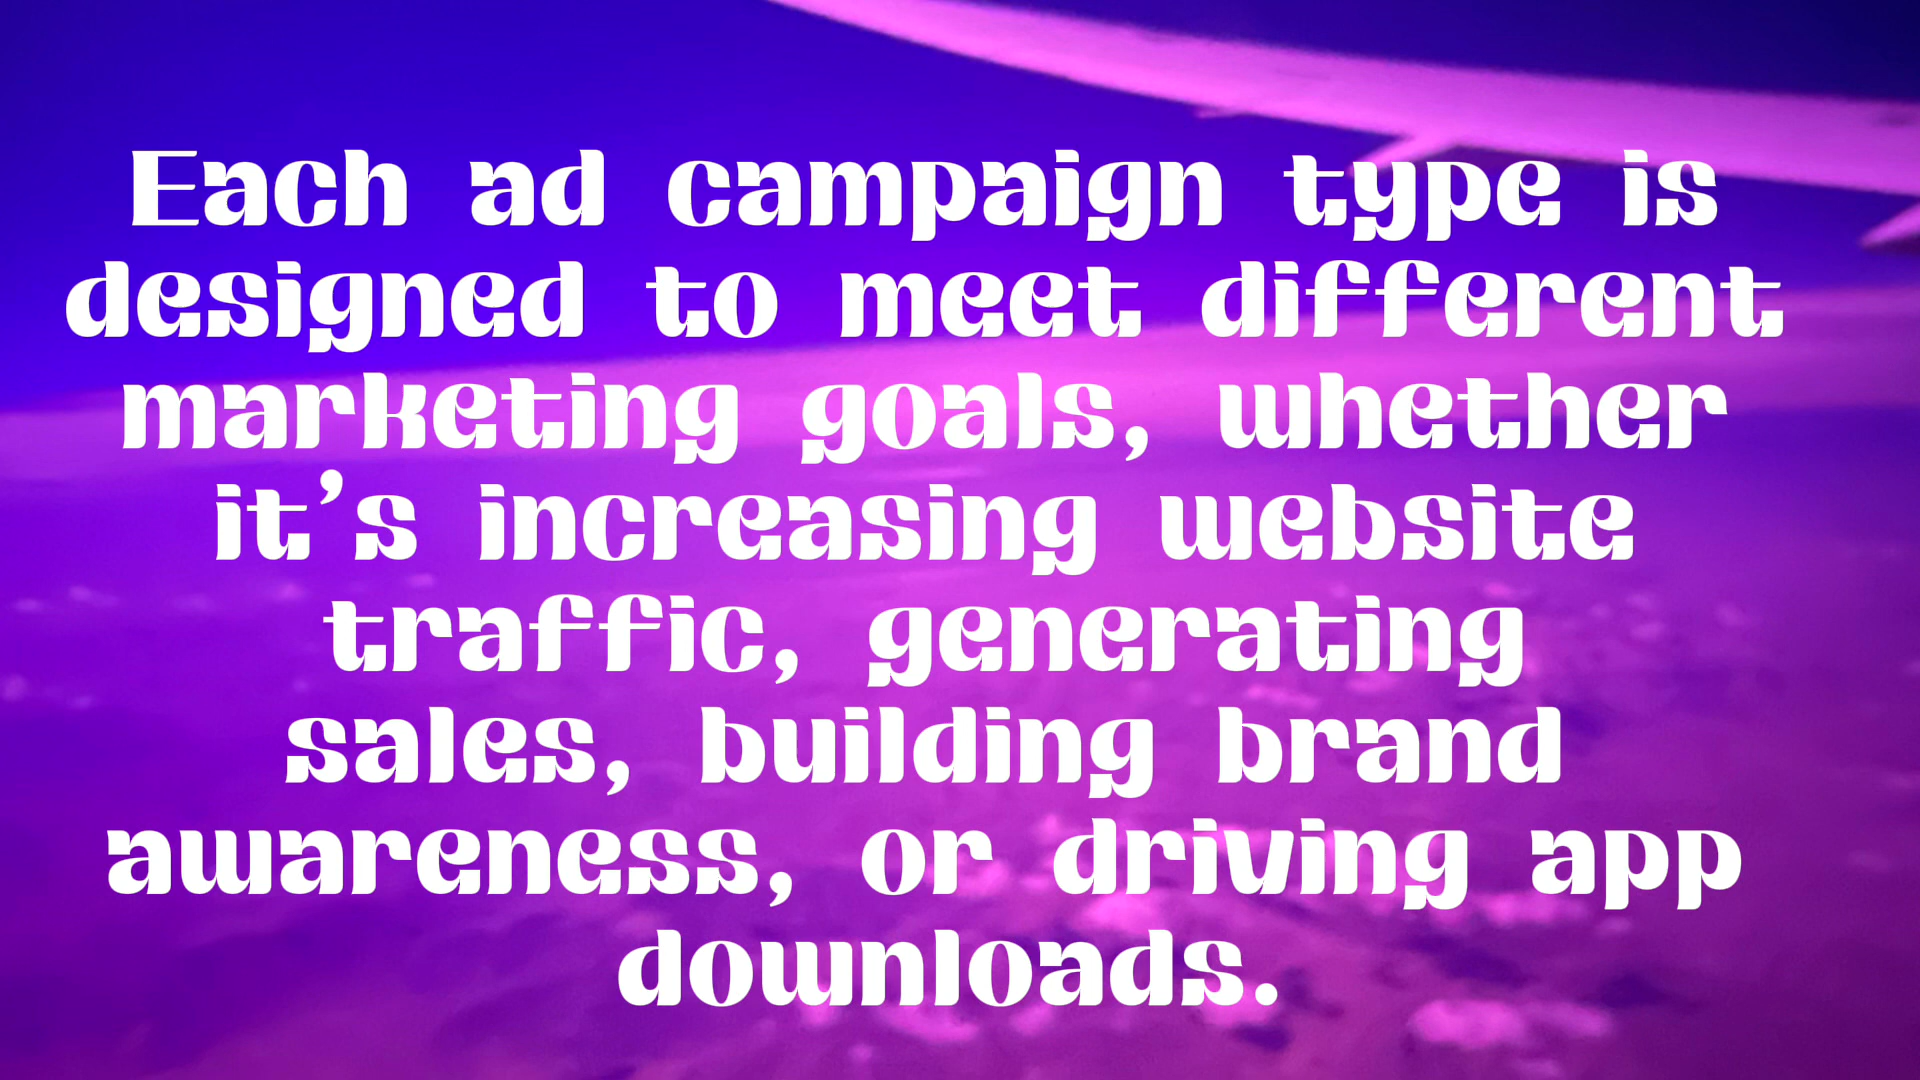 Each ad campaign type is
designed to meet different
marketing goals, whether
it’s increasing website
traffic, generating
sales, building brand
awareness, or driving app
downloads.